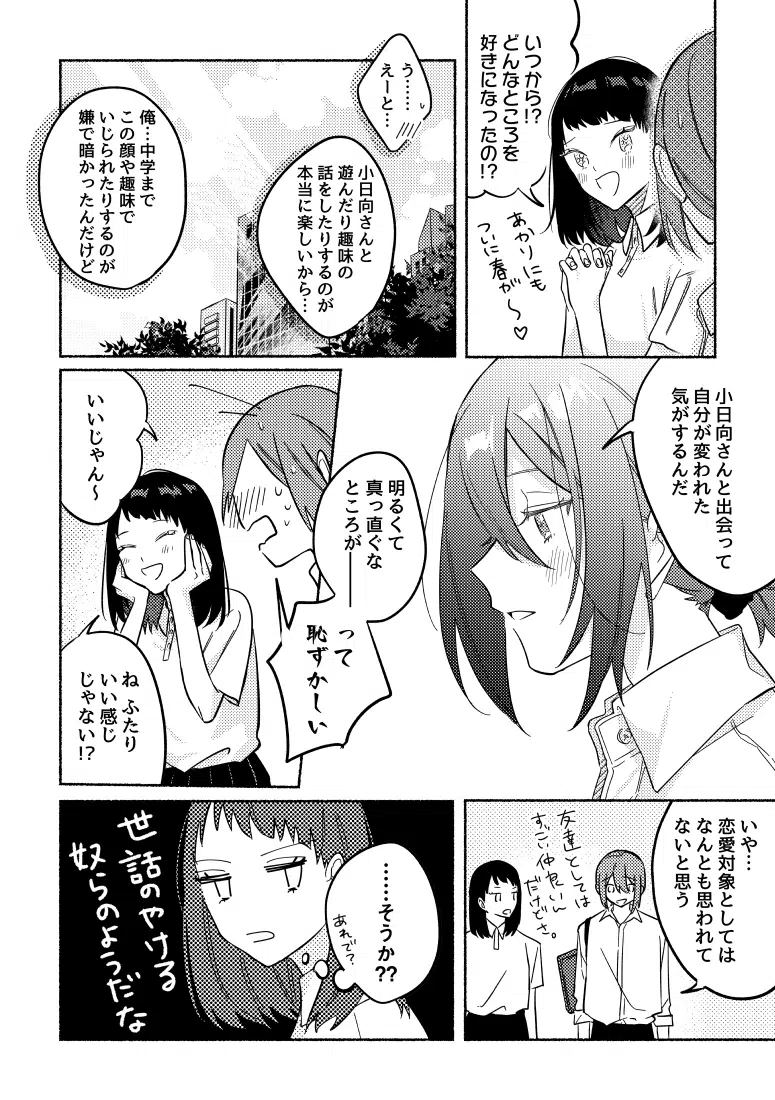 いつから!?
どんなところを
好きになったの!?
あかりにも
ついに春が
〜♡
う……
えーと…
小日向さんと
遊んだり趣味の
話をしたりするのが
本当に楽しいから…
俺…中学まで
この顔や趣味で
いじられたりするのが
嫌で暗かったんだけど
小日向さんと出会って
自分が変われた
気がするんだ
明るくて
真っ直ぐな
ところが──
って
恥ずかしい
いいじゃん〜
ね ふたり
いい感じ
じゃない!?
いや…
恋愛対象としては
なんとも思われて
ないと思う
友達としては
すっごい仲良いん
だけどさ。
……そうか??
あれで?
世話のやける
奴らのようだな